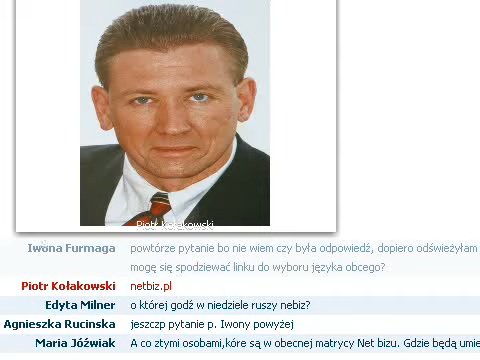 Piotr Kołakowski
Iwona Furmaga powtórze pytanie bo nie wiem czy była odpowiedź, dopiero odświeżyłam
mogę się spodziewać linku do wyboru języka obcego?
Piotr Kołakowski netbiz.pl
Edyta Milner o której godź w niedziele ruszy nebiz?
Agnieszka Rucinska jeszczp pytanie p. Iwony powyżej
Maria Jóźwiak A co ztymi osobami,kóre są w obecnej matrycy Net bizu. Gdzie będą umie